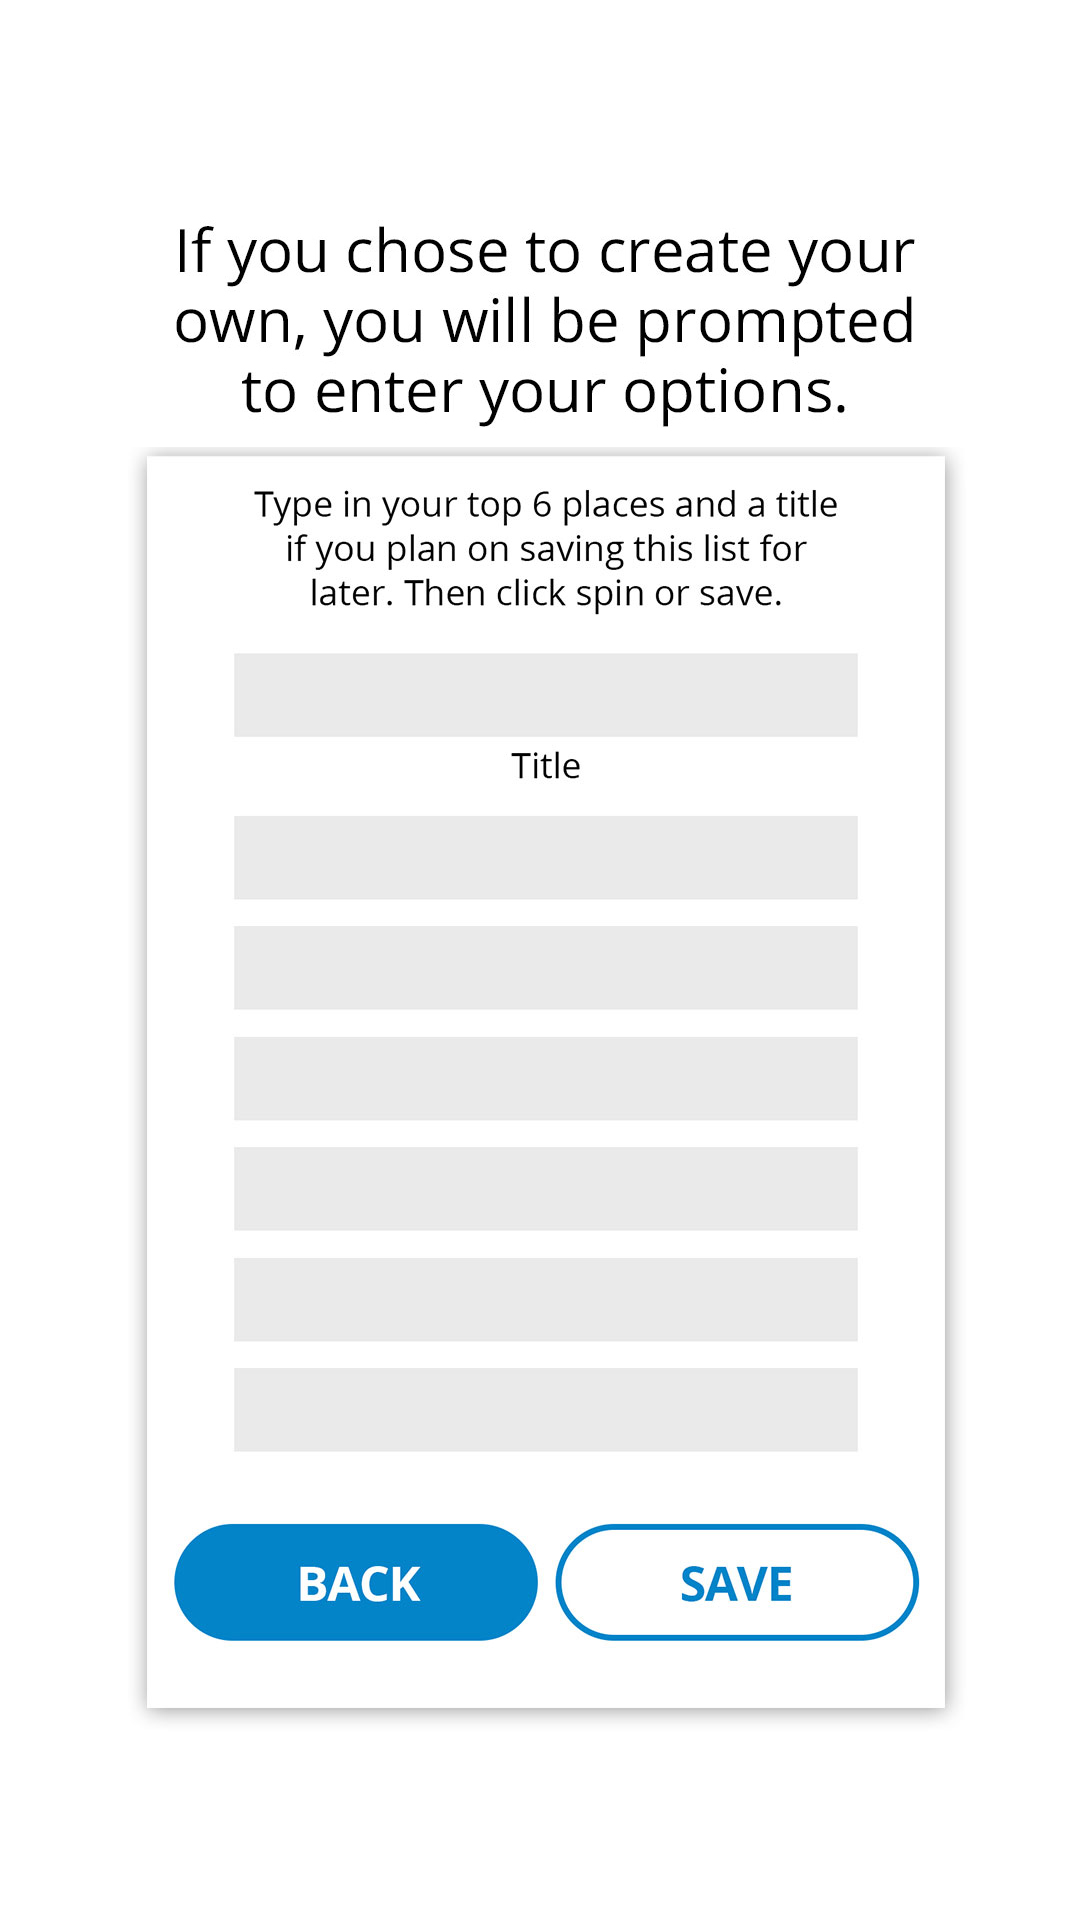 If you chose to create your
own, you will be prompted
to enter your options.
Type in your top 6 places and a title
if you plan on saving this list for
later. Then click spin or save.
Title
BACK
SAVE